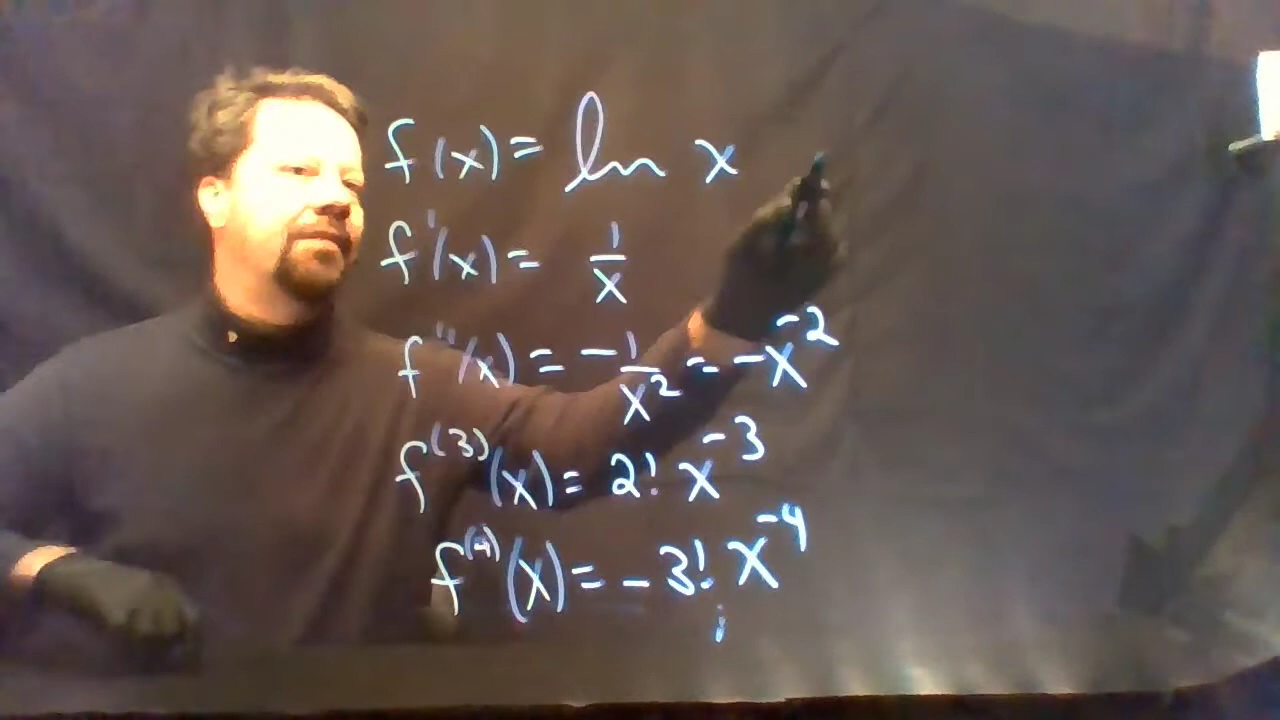 f(x) = ln x
f'(x) = 1/x
f''(x) = -1/x² = -x⁻²
f⁽³⁾(x) = 2! x⁻³
f⁽⁴⁾(x) = -3! x⁻⁴